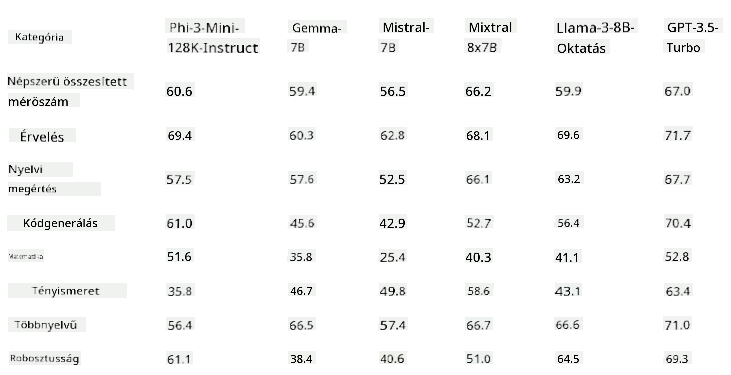 Kategória Phi-3-Mini- Gemma- Mistral- Mixtral Llama-3-8B- GPT-3.5-
128K-Instruct 7B 7B 8x7B Oktatás Turbo
Népszerű összesített
mérőszám 60.6 59.4 56.5 66.2 59.9 67.0
Érvelés 69.4 60.3 62.8 68.1 69.6 71.7
Nyelvi
megértés 57.5 57.6 52.5 66.1 63.2 67.7
Kódgenerálás 61.0 45.6 42.9 52.7 56.4 70.4
Matematika 51.6 35.8 25.4 40.3 41.1 52.8
Tényismeret 35.8 46.7 49.8 58.6 43.1 63.4
Többnyelvű 56.4 66.5 57.4 66.7 66.6 71.0
Robosztusság 61.1 38.4 40.6 51.0 64.5 69.3